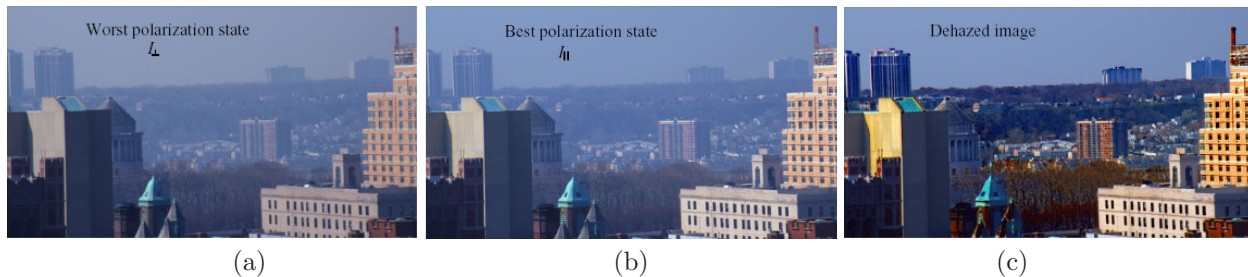 Worst polarization state
I⊥
Best polarization state
I||
Dehazed image
(a)
(b)
(c)